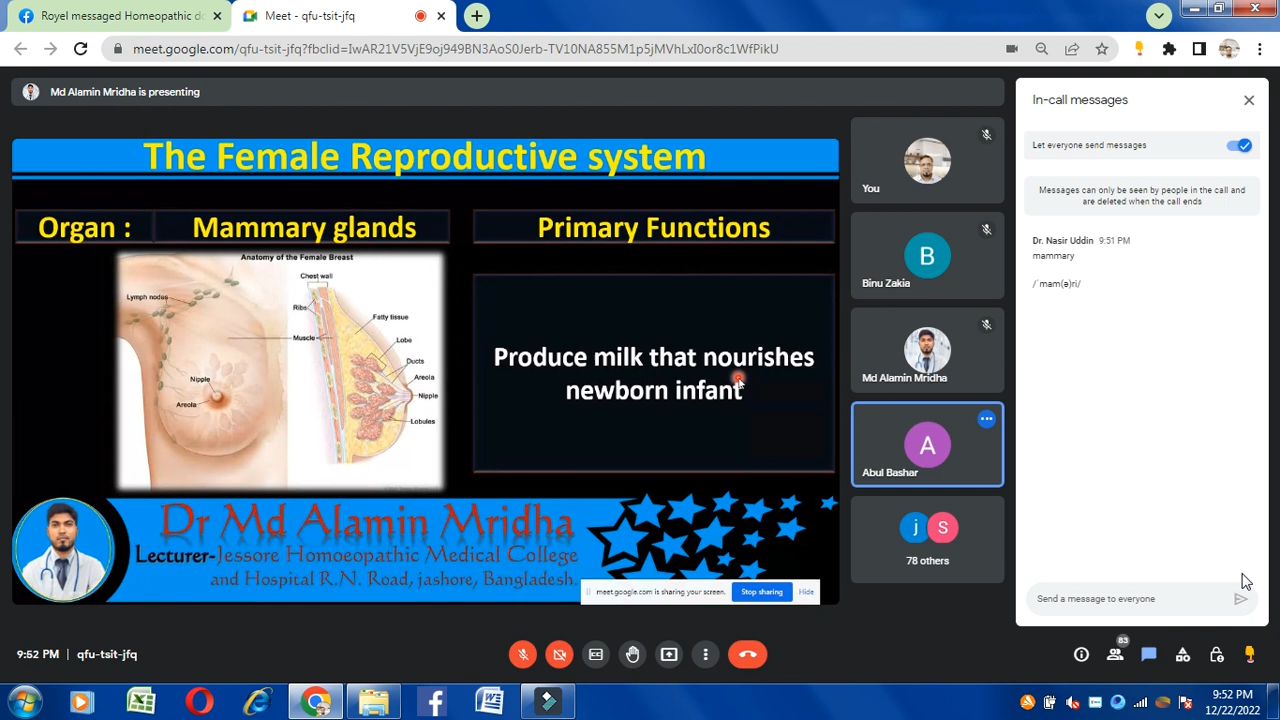 Royel messaged Homeopathic do
Meet - qfu-tsit-jfq
meet.google.com/qfu-tsit-jfq?fbclid=IwAR21V5VjE9oj949BN3AoS0Jerb-TV10NA855M1p5jMVhLxI0or8c1WfPikU
Md Alamin Mridha is presenting
The Female Reproductive system
Organ :
Mammary glands
Primary Functions
Anatomy of the Female Breast
Chest wall
Lymph nodes
Ribs
Fatty tissue
Muscle
Lobe
Ducts
Nipple
Areola
Areola
Nipple
Lobules
Produce milk that nourishes
newborn infant
Dr Md Alamin Mridha
Lecturer-Jessore Homoeopathic Medical College
and Hospital R.N. Road, jashore, Bangladesh.
meet.google.com is sharing your screen.
Stop sharing
Hide
You
B
Binu Zakia
Md Alamin Mridha
A
Abul Bashar
j
S
78 others
In-call messages
Let everyone send messages
Messages can only be seen by people in the call and
are deleted when the call ends
Dr. Nasir Uddin 9:51 PM
mammary
/ˈmam(ə)ri/
Send a message to everyone
9:52 PM | qfu-tsit-jfq
83
9:52 PM
12/22/2022